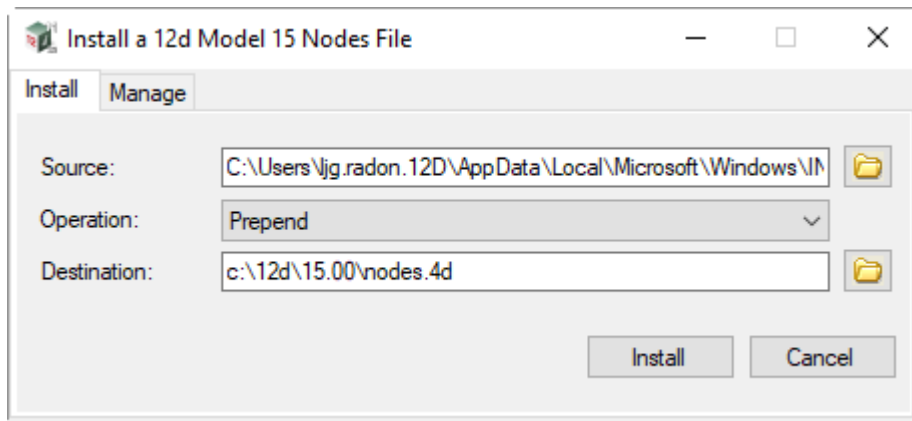 Install a 12d Model 15 Nodes File
Install Manage
Source: C:\Users\ljg.radon.12D\AppData\Local\Microsoft\Windows\IN
Operation: Prepend
Destination: c:\12d\15.00\nodes.4d
Install Cancel